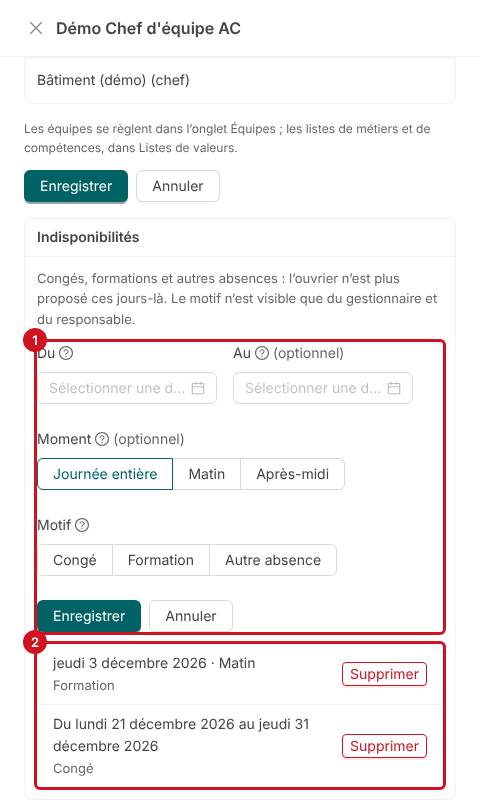 Démo Chef d'équipe AC
Bâtiment (démo) (chef)
Les équipes se règlent dans l’onglet Équipes ; les listes de métiers et de
compétences, dans Listes de valeurs.
Enregistrer Annuler
Indisponibilités
Congés, formations et autres absences : l’ouvrier n’est plus
proposé ces jours-là. Le motif n’est visible que du gestionnaire et
du responsable.
1
Du ? Au ? (optionnel)
Sélectionner une d... Sélectionner une d...
Moment ? (optionnel)
Journée entière Matin Après-midi
Motif ?
Congé Formation Autre absence
Enregistrer Annuler
2
jeudi 3 décembre 2026 · Matin
Formation
Supprimer
Du lundi 21 décembre 2026 au jeudi 31
décembre 2026
Congé
Supprimer